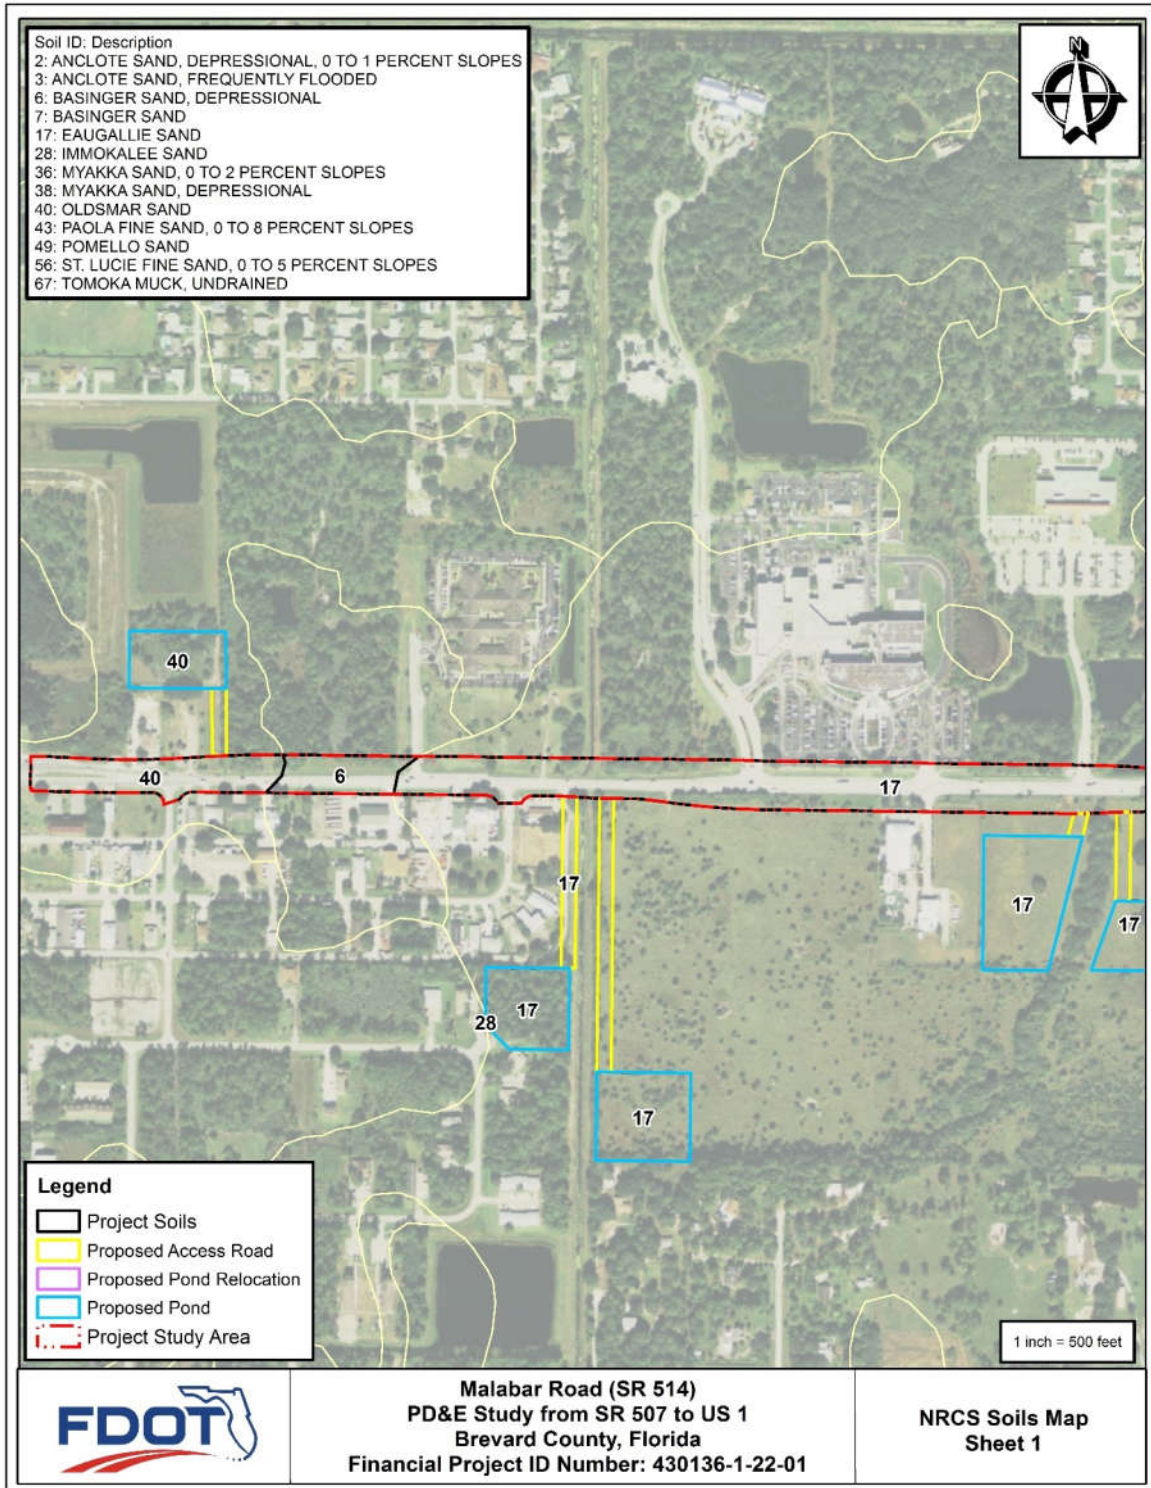 Soil ID: Description
2: ANCLOTE SAND, DEPRESSIONAL, 0 TO 1 PERCENT SLOPES
3: ANCLOTE SAND, FREQUENTLY FLOODED
6: BASINGER SAND, DEPRESSIONAL
7: BASINGER SAND
17: EAUGALLIE SAND
28: IMMOKALEE SAND
36: MYAKKA SAND, 0 TO 2 PERCENT SLOPES
38: MYAKKA SAND, DEPRESSIONAL
40: OLDSMAR SAND
43: PAOLA FINE SAND, 0 TO 8 PERCENT SLOPES
49: POMELLO SAND
56: ST. LUCIE FINE SAND, 0 TO 5 PERCENT SLOPES
67: TOMOKA MUCK, UNDRAINED
N
40
40
6
17
17
17
17
17
28
17
Legend
Project Soils
Proposed Access Road
Proposed Pond Relocation
Proposed Pond
Project Study Area
1 inch = 500 feet
FDOT
Malabar Road (SR 514)
PD&E Study from SR 507 to US 1
Brevard County, Florida
Financial Project ID Number: 430136-1-22-01
NRCS Soils Map
Sheet 1